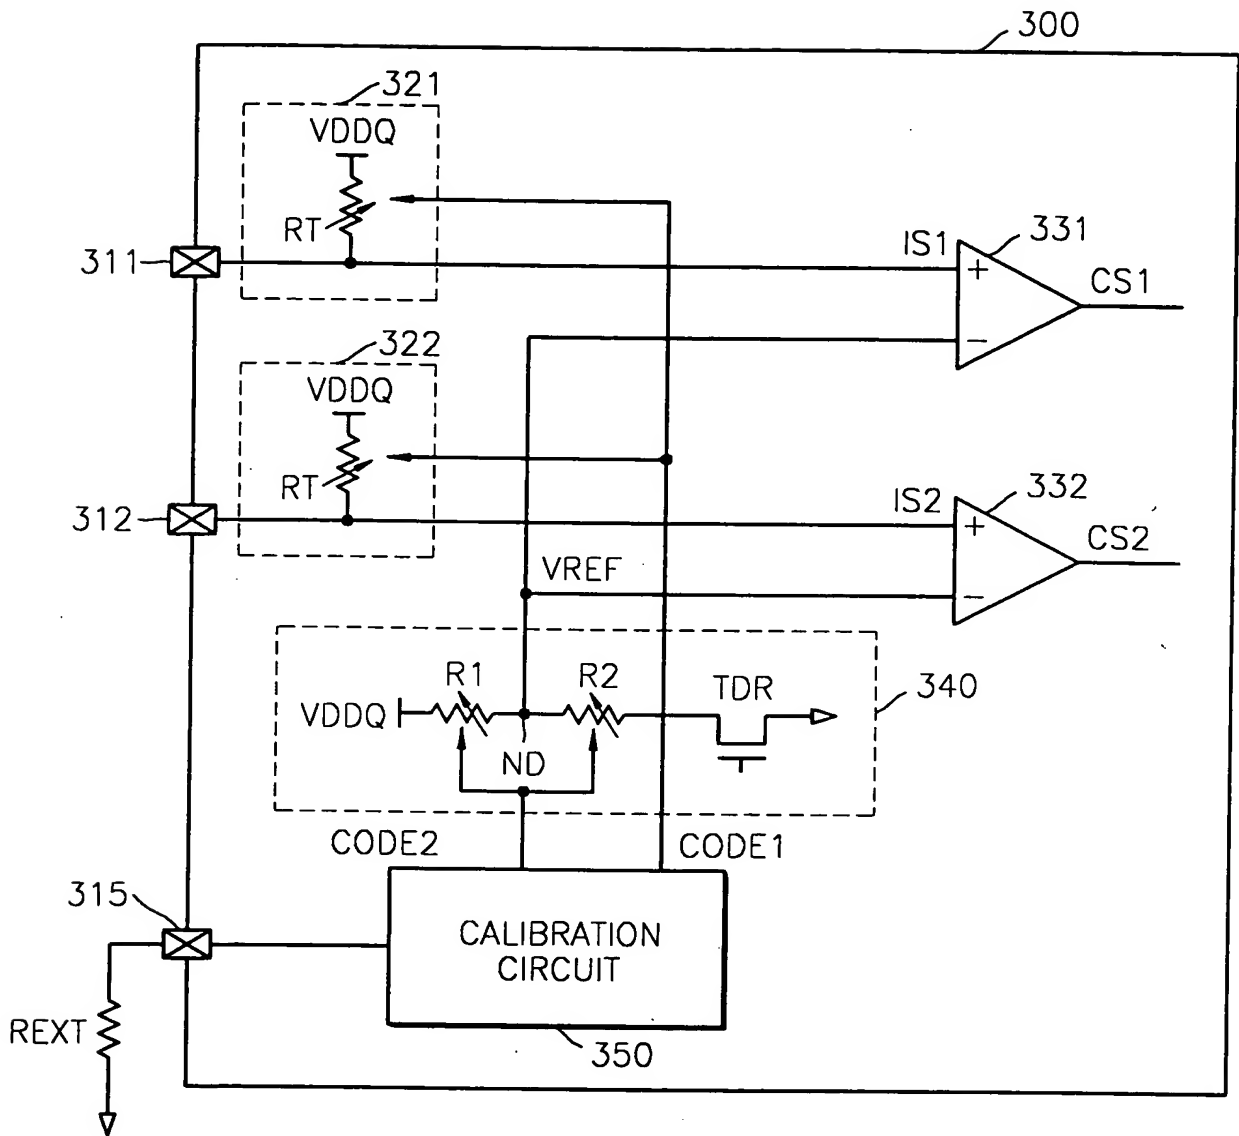 300
321
VDDQ
RT
311
IS1
331
+
−
CS1
322
VDDQ
RT
312
IS2
332
+
−
CS2
VREF
R1
R2
TDR
340
VDDQ
ND
CODE2
CODE1
315
CALIBRATION
CIRCUIT
REXT
350